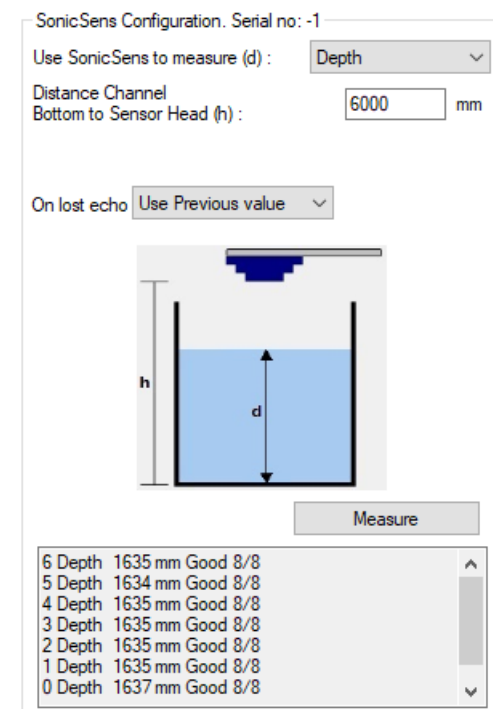 SonicSens Configuration. Serial no: -1
Use SonicSens to measure (d) : Depth
Distance Channel
Bottom to Sensor Head (h) : 6000 mm
On lost echo Use Previous value
h
d
Measure
6 Depth 1635 mm Good 8/8
5 Depth 1634 mm Good 8/8
4 Depth 1635 mm Good 8/8
3 Depth 1635 mm Good 8/8
2 Depth 1635 mm Good 8/8
1 Depth 1635 mm Good 8/8
0 Depth 1637 mm Good 8/8